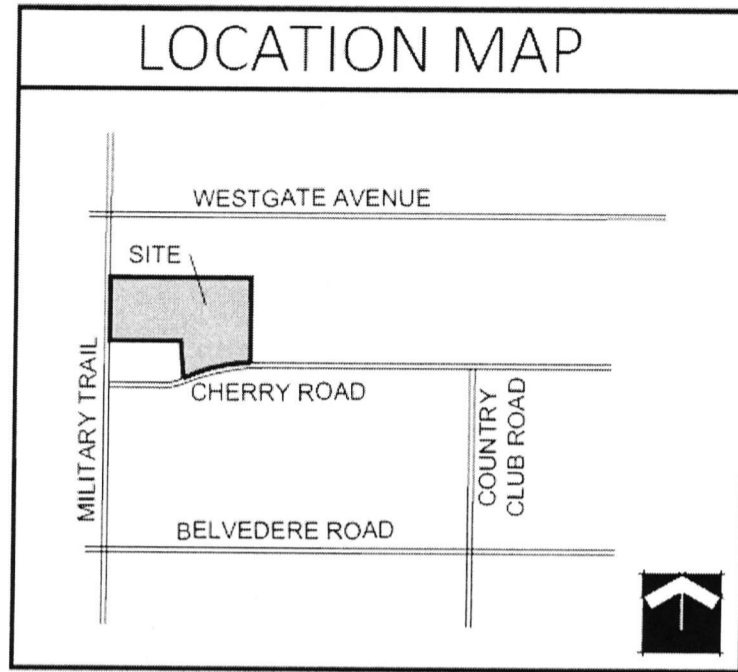 LOCATION MAP
WESTGATE AVENUE
SITE
MILITARY TRAIL
CHERRY ROAD
COUNTRY
CLUB ROAD
BELVEDERE ROAD